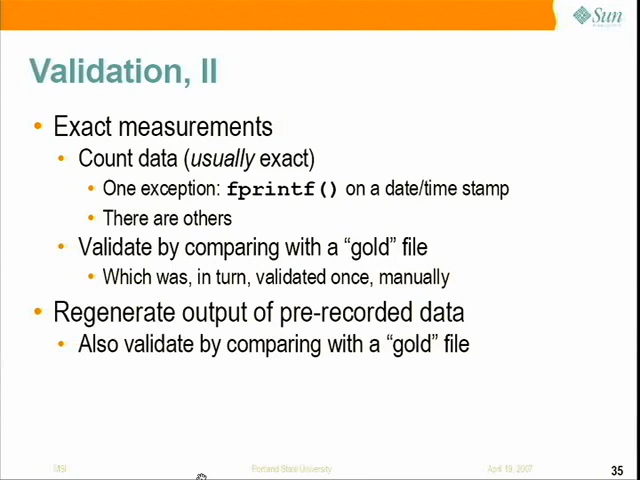 Sun
Validation, II
• Exact measurements
• Count data (usually exact)
• One exception: fprintf() on a date/time stamp
• There are others
• Validate by comparing with a “gold” file
• Which was, in turn, validated once, manually
• Regenerate output of pre-recorded data
• Also validate by comparing with a “gold” file
Portland State University
April 19, 2007
35